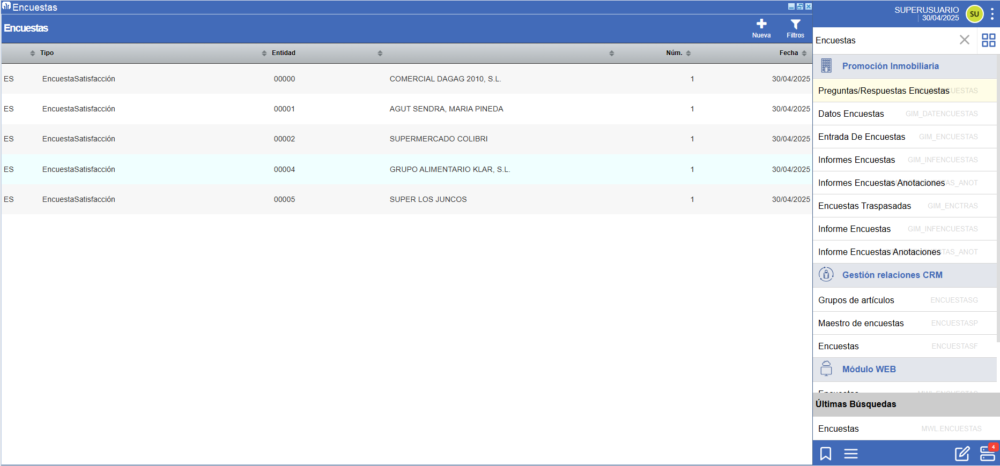 Encuestas
Encuestas
Nueva
Filtros
Tipo Entidad Núm. Fecha
ES EncuestaSatisfacción 00000 COMERCIAL DAGAG 2010, S.L. 1 30/04/2025
ES EncuestaSatisfacción 00001 AGUT SENDRA, MARIA PINEDA 1 30/04/2025
ES EncuestaSatisfacción 00002 SUPERMERCADO COLIBRI 1 30/04/2025
ES EncuestaSatisfacción 00004 GRUPO ALIMENTARIO KLAR, S.L. 1 30/04/2025
ES EncuestaSatisfacción 00005 SUPER LOS JUNCOS 1 30/04/2025
SUPERUSUARIO
30/04/2025
SU
Encuestas
Promoción Inmobiliaria
Preguntas/Respuestas Encuestas
Datos Encuestas GIM_DATENCUESTAS
Entrada De Encuestas GIM_ENCUESTAS
Informes Encuestas GIM_INFENCUESTAS
Informes Encuestas Anotaciones
Encuestas Traspasadas GIM_ENCTRAS
Informe Encuestas GIM_INFENCUESTAS
Informe Encuestas Anotaciones
Gestión relaciones CRM
Grupos de artículos ENCUESTASG
Maestro de encuestas ENCUESTASP
Encuestas ENCUESTASF
Módulo WEB
Últimas Búsquedas
Encuestas MWL.ENCUESTAS
4